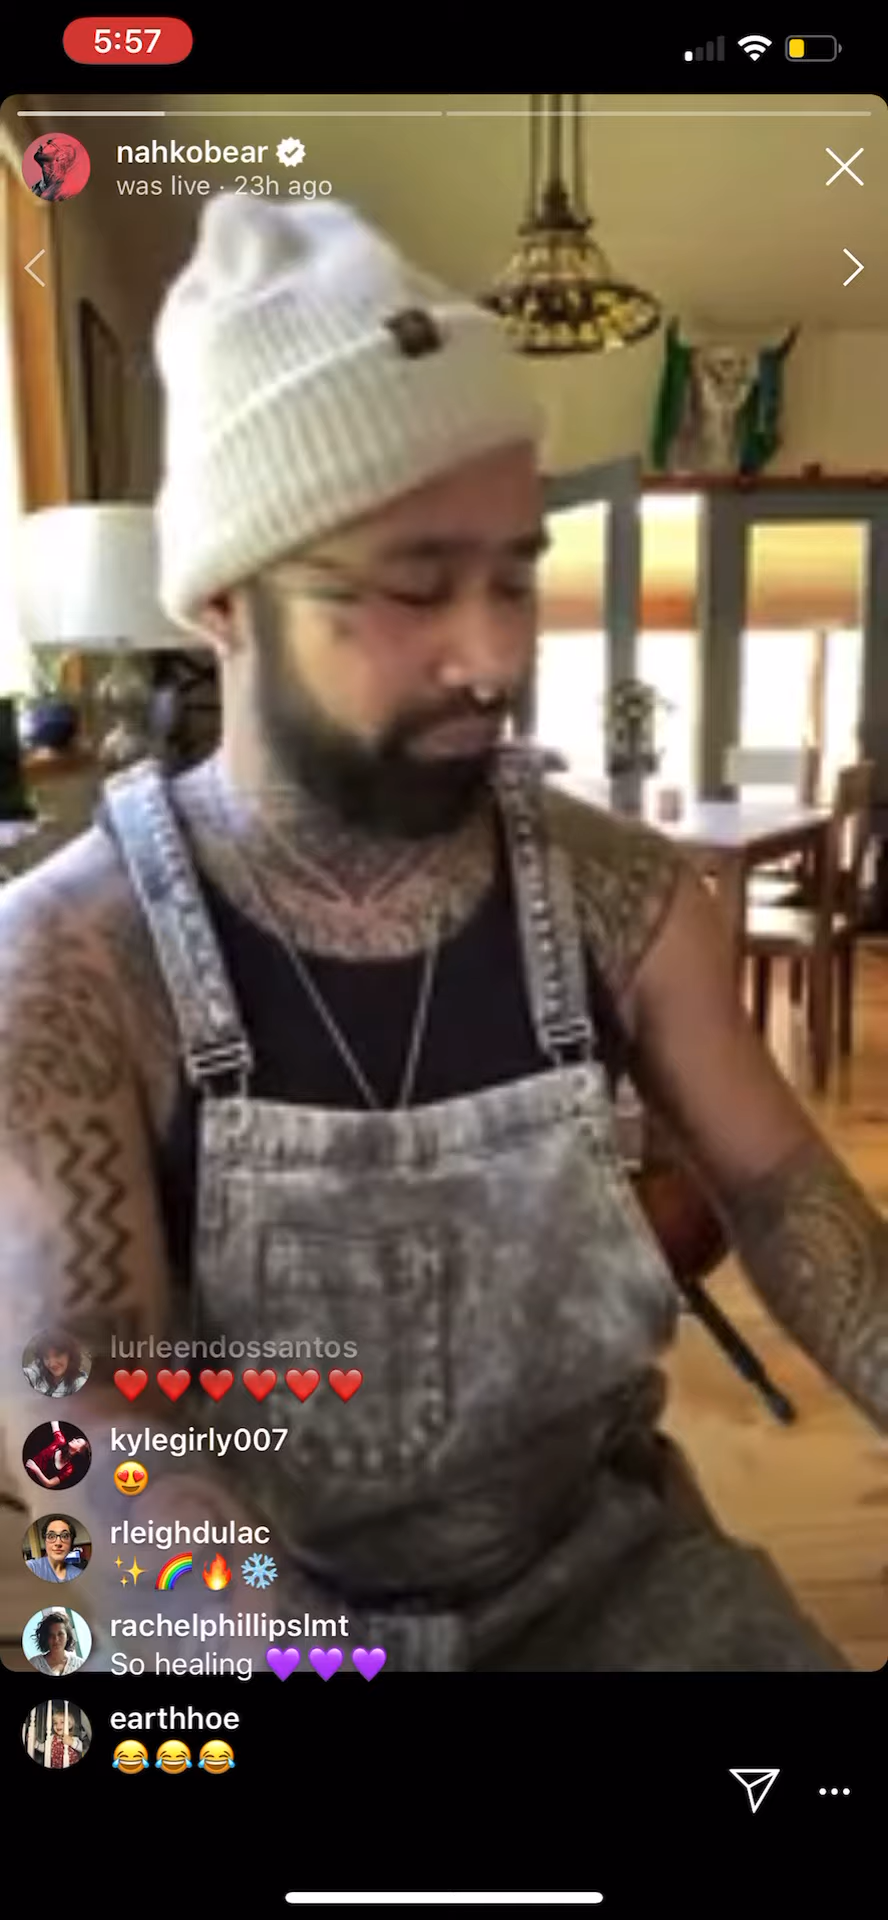 5:57
nahkobear
was live · 23h ago
lurleendossantos
❤️❤️❤️❤️❤️❤️
kylegirly007
😍
rleighdulac
✨🌈🔥❄️
rachelphillipslmt
So healing 💜💜💜
earthhoe
😂😂😂